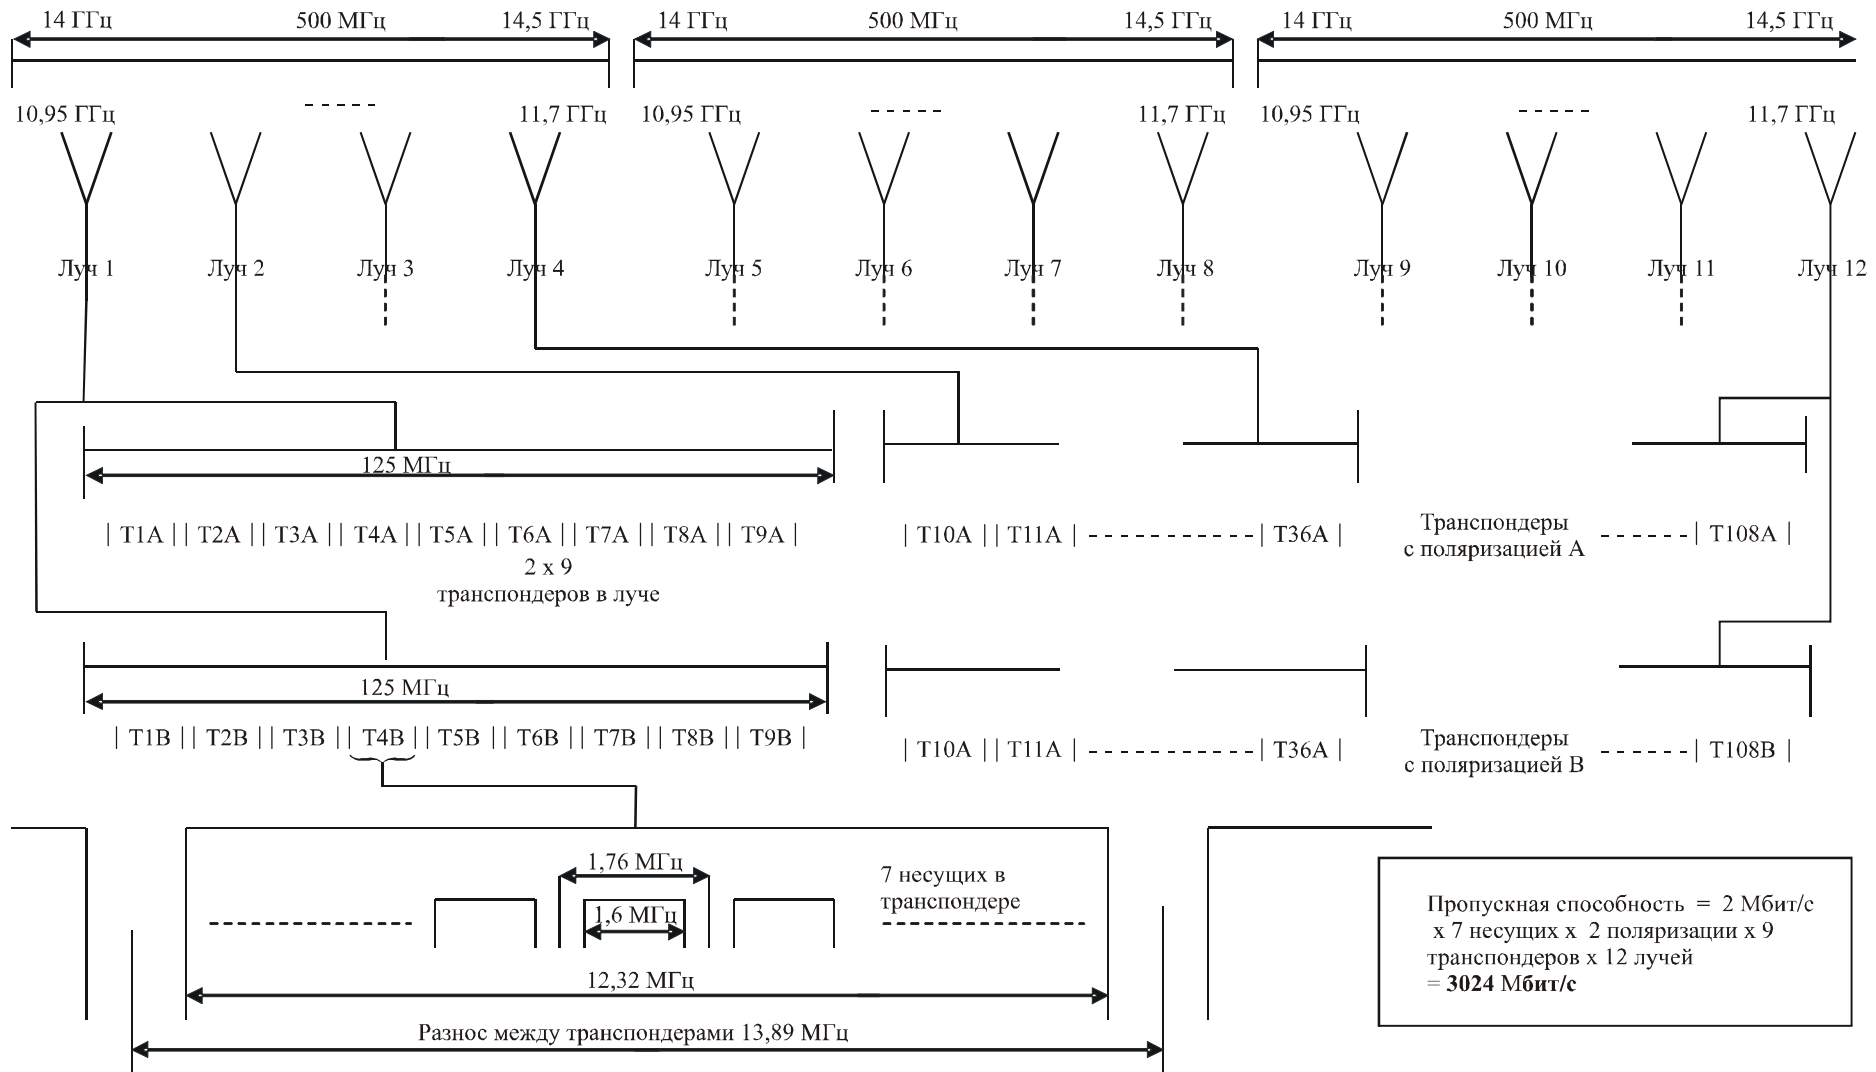 14 ГГц 500 МГц 14,5 ГГц 14 ГГц 500 МГц 14,5 ГГц 14 ГГц 500 МГц 14,5 ГГц
10,95 ГГц 11,7 ГГц 10,95 ГГц 11,7 ГГц 10,95 ГГц 11,7 ГГц
Луч 1 Луч 2 Луч 3 Луч 4 Луч 5 Луч 6 Луч 7 Луч 8 Луч 9 Луч 10 Луч 11 Луч 12
125 МГц
| T1A | | T2A | | T3A | | T4A | | T5A | | T6A | | T7A | | T8A | | T9A |
2 x 9
транспондеров в луче
| T10A | | T11A | | T36A |
Транспондеры
с поляризацией А
| T108A |
125 МГц
| T1B | | T2B | | T3B | | T4B | | T5B | | T6B | | T7B | | T8B | | T9B |
| T10A | | T11A | | T36A |
Транспондеры
с поляризацией В
| T108B |
1,76 МГц
1,6 МГц
7 несущих в
транспондере
12,32 МГц
Разнос между транспондерами 13,89 МГц
Пропускная способность = 2 Мбит/с
х 7 несущих х 2 поляризации х 9
транспондеров х 12 лучей
= 3024 Мбит/с